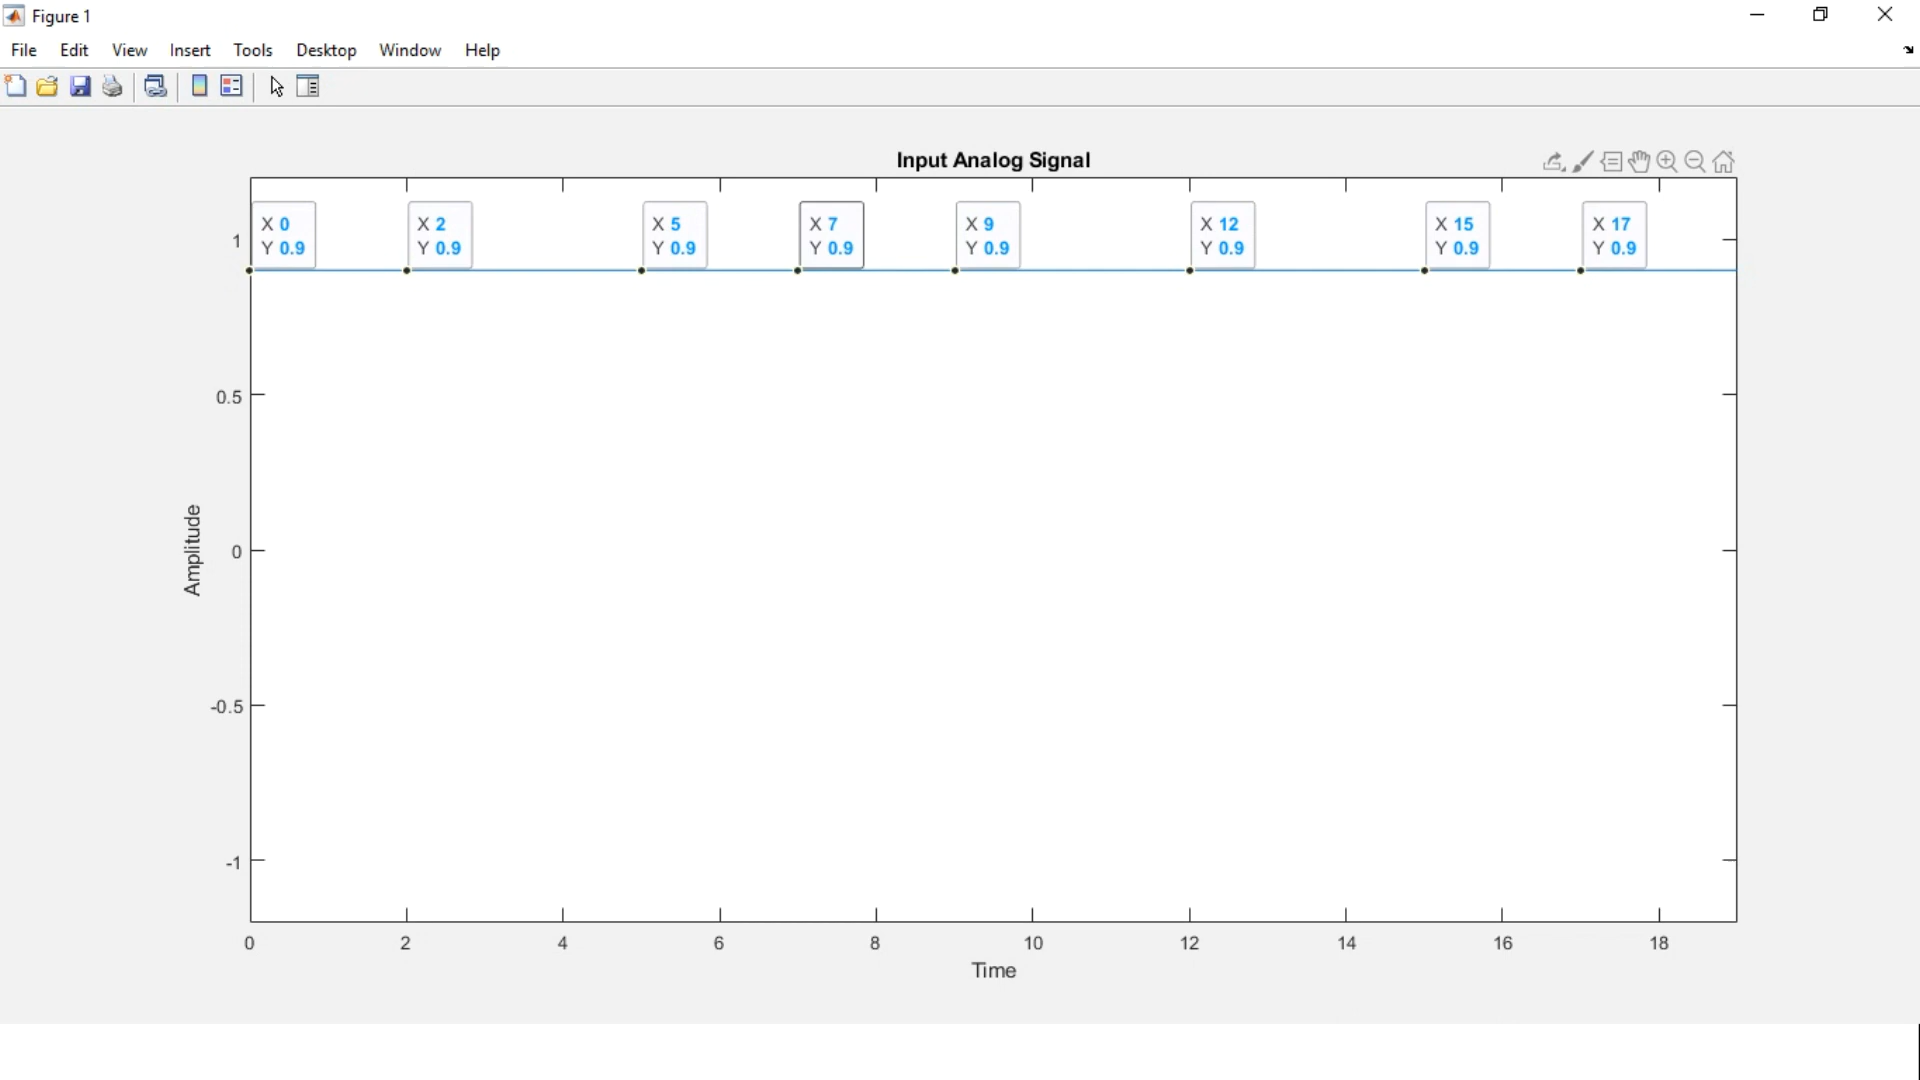 Figure 1
File Edit View Insert Tools Desktop Window Help
Input Analog Signal
X 0
Y 0.9
X 2
Y 0.9
X 5
Y 0.9
X 7
Y 0.9
X 9
Y 0.9
X 12
Y 0.9
X 15
Y 0.9
X 17
Y 0.9
1
0.5
0
-0.5
-1
Amplitude
0 2 4 6 8 10 12 14 16 18
Time